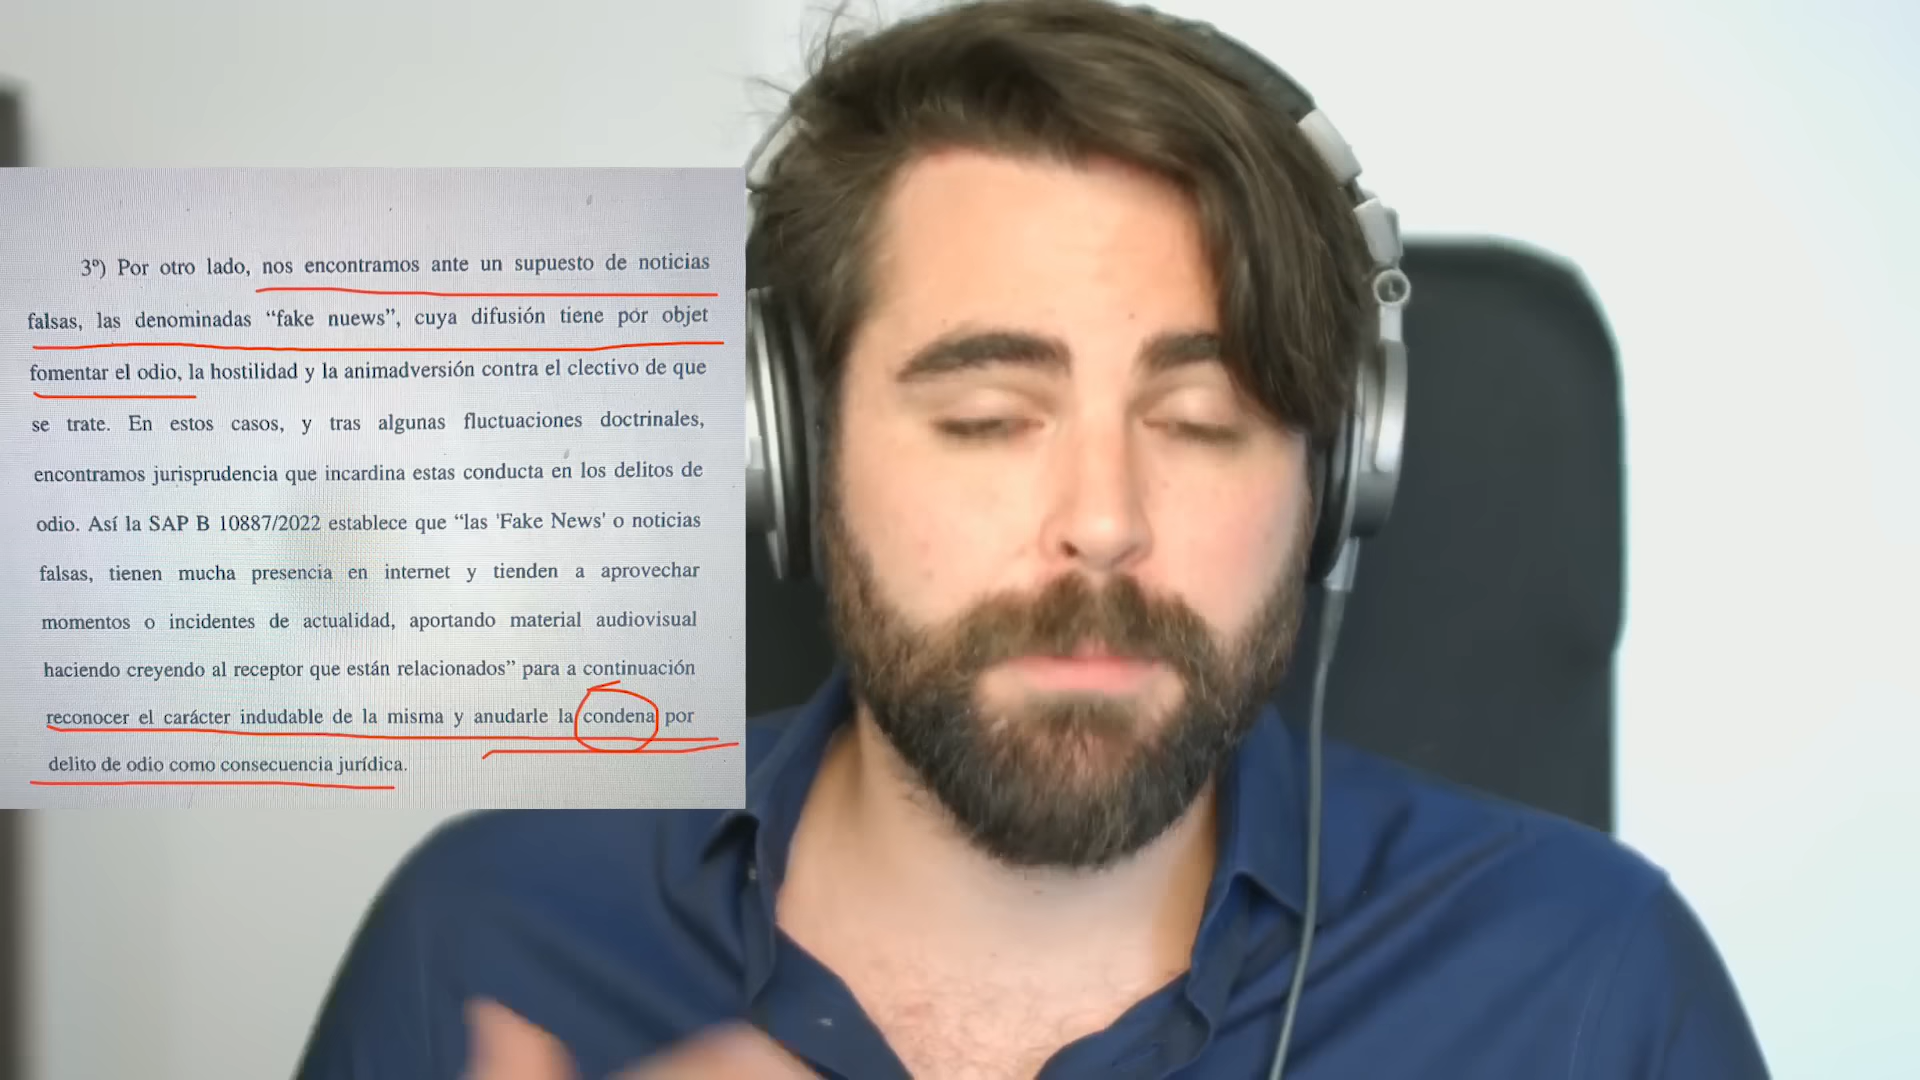 3º) Por otro lado, nos encontramos ante un supuesto de noticias
falsas, las denominadas “fake nuews”, cuya difusión tiene por objet
fomentar el odio, la hostilidad y la animadversión contra el clectivo de que
se trate. En estos casos, y tras algunas fluctuaciones doctrinales,
encontramos jurisprudencia que incardina estas conducta en los delitos de
odio. Así la SAP B 10887/2022 establece que “las 'Fake News' o noticias
falsas, tienen mucha presencia en internet y tienden a aprovechar
momentos o incidentes de actualidad, aportando material audiovisual
haciendo creyendo al receptor que están relacionados” para a continuación
reconocer el carácter indudable de la misma y anudarle la condena por
delito de odio como consecuencia jurídica.